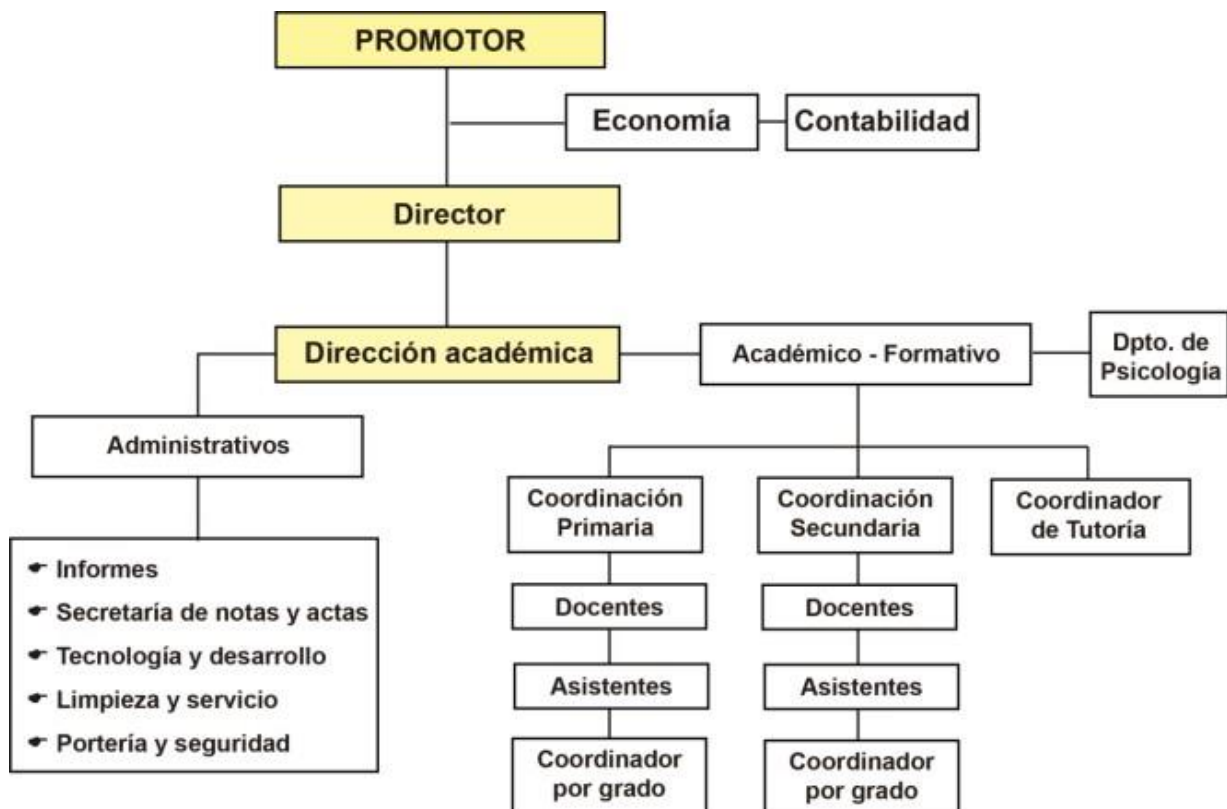 PROMOTOR
Economía
Contabilidad
Director
Dirección académica
Académico - Formativo
Dpto. de
Psicología
Administrativos
Coordinación
Primaria
Coordinación
Secundaria
Coordinador
de Tutoría
Informes
Secretaría de notas y actas
Tecnología y desarrollo
Limpieza y servicio
Portería y seguridad
Docentes
Docentes
Asistentes
Asistentes
Coordinador
por grado
Coordinador
por grado